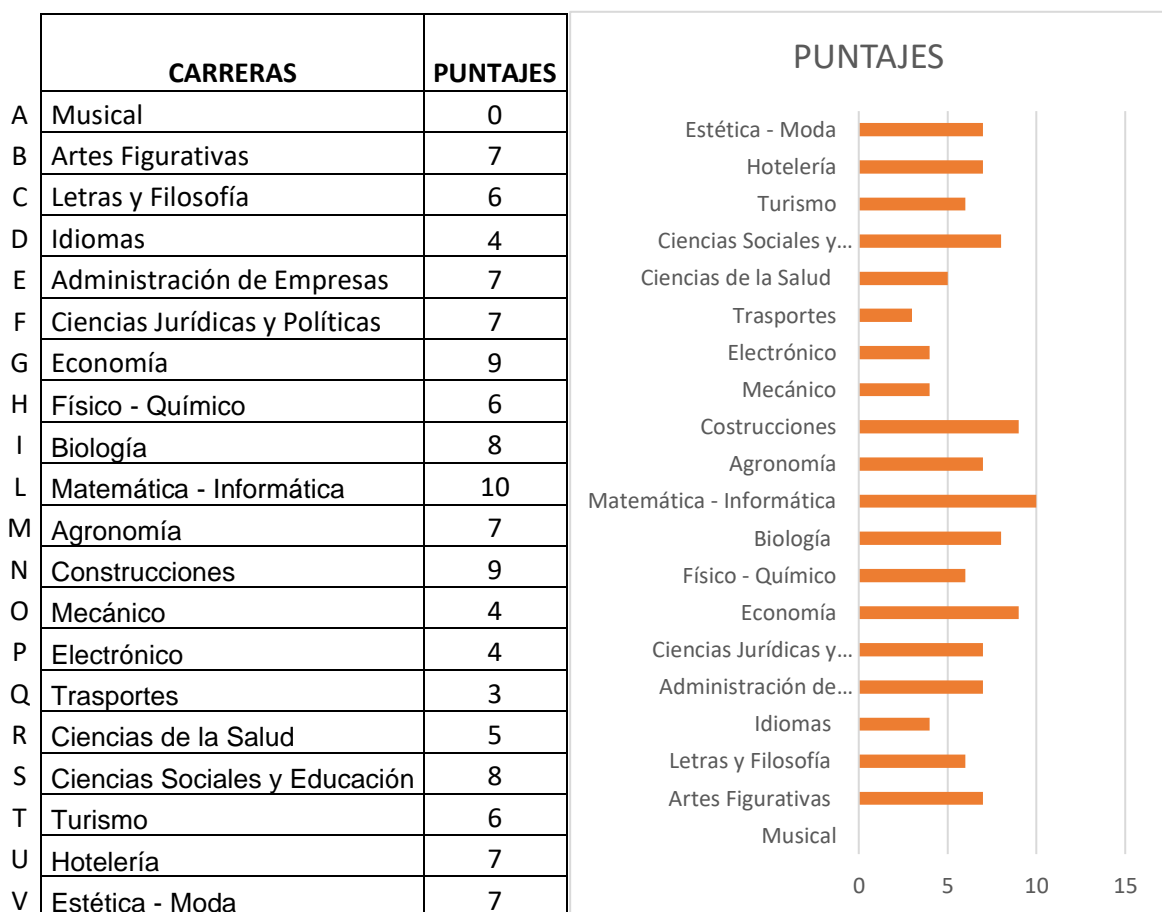 CARRERAS PUNTAJES
A Musical 0
B Artes Figurativas 7
C Letras y Filosofía 6
D Idiomas 4
E Administración de Empresas 7
F Ciencias Jurídicas y Políticas 7
G Economía 9
H Físico - Químico 6
I Biología 8
L Matemática - Informática 10
M Agronomía 7
N Construcciones 9
O Mecánico 4
P Electrónico 4
Q Trasportes 3
R Ciencias de la Salud 5
S Ciencias Sociales y Educación 8
T Turismo 6
U Hotelería 7
V Estética - Moda 7
PUNTAJES
Estética - Moda
Hotelería
Turismo
Ciencias Sociales y...
Ciencias de la Salud
Trasportes
Electrónico
Mecánico
Costrucciones
Agronomía
Matemática - Informática
Biología
Físico - Químico
Economía
Ciencias Jurídicas y...
Administración de...
Idiomas
Letras y Filosofía
Artes Figurativas
Musical
0 5 10 15